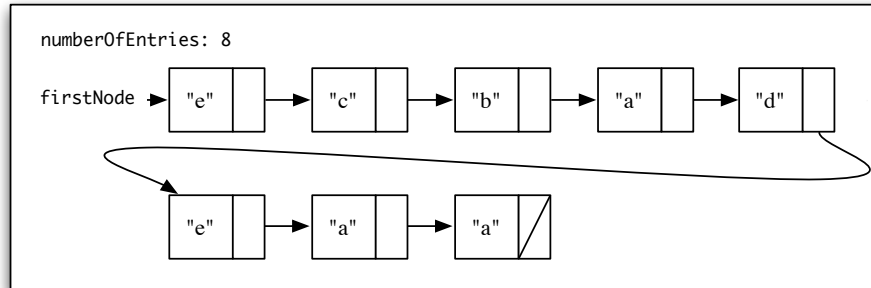 numberOfEntries: 8
firstNode "e" "c" "b" "a" "d"
"e" "a" "a"